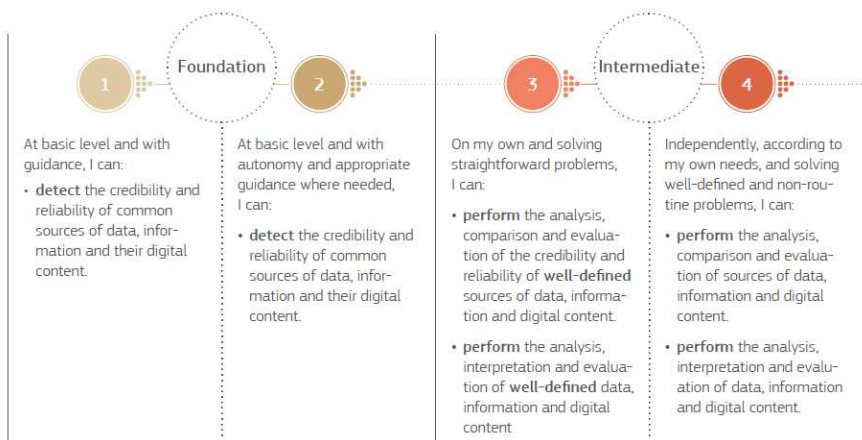 1
Foundation
2
3
Intermediate
4
At basic level and with
guidance, I can:
• detect the credibility and
reliability of common
sources of data, infor-
mation and their digital
content.
At basic level and with
autonomy and appropriate
guidance where needed,
I can:
• detect the credibility and
reliability of common
sources of data, infor-
mation and their digital
content.
On my own and solving
straightforward problems,
I can:
• perform the analysis,
comparison and evalua-
tion of the credibility and
reliability of well-defined
sources of data, informa-
tion and digital content.
• perform the analysis,
interpretation and evalua-
tion of well-defined data,
information and digital
content
Independently, according to
my own needs, and solving
well-defined and non-rou-
tine problems, I can:
• perform the analysis,
comparison and evalua-
tion of sources of data,
information and digital
content.
• perform the analysis,
interpretation and evalu-
ation of data, information
and digital content.